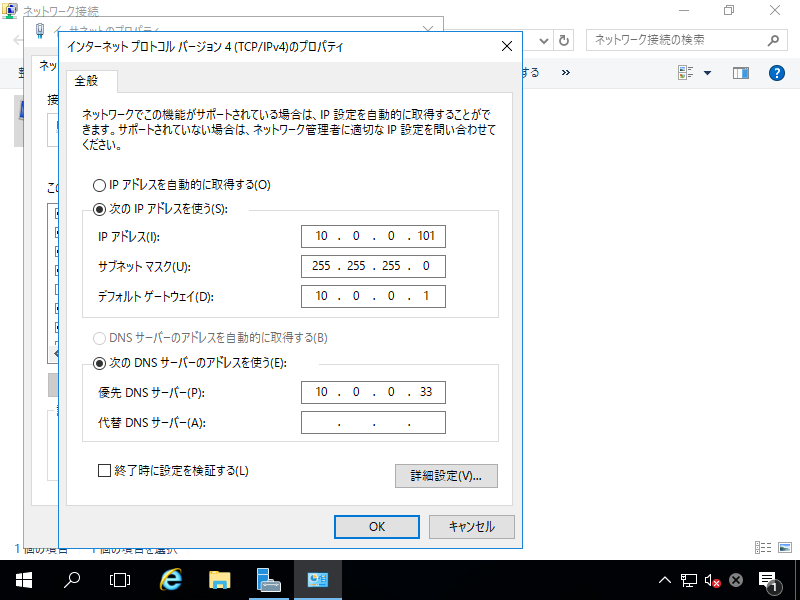 ネットワーク接続
インターネット プロトコル バージョン 4 (TCP/IPv4)のプロパティ
ネットワーク接続の検索
全般
ネットワークでこの機能がサポートされている場合は、IP 設定を自動的に取得することがで
きます。サポートされていない場合は、ネットワーク管理者に適切な IP 設定を問い合わせて
ください。
IP アドレスを自動的に取得する(O)
次の IP アドレスを使う(S):
IP アドレス(I):
10 . 0 . 0 . 101
サブネット マスク(U):
255 . 255 . 255 . 0
デフォルト ゲートウェイ(D):
10 . 0 . 0 . 1
DNS サーバーのアドレスを自動的に取得する(B)
次の DNS サーバーのアドレスを使う(E):
優先 DNS サーバー(P):
10 . 0 . 0 . 33
代替 DNS サーバー(A):
. . .
終了時に設定を検証する(L)
詳細設定(V)...
OK
キャンセル
1 個の項目
1 個の項目を選択
1